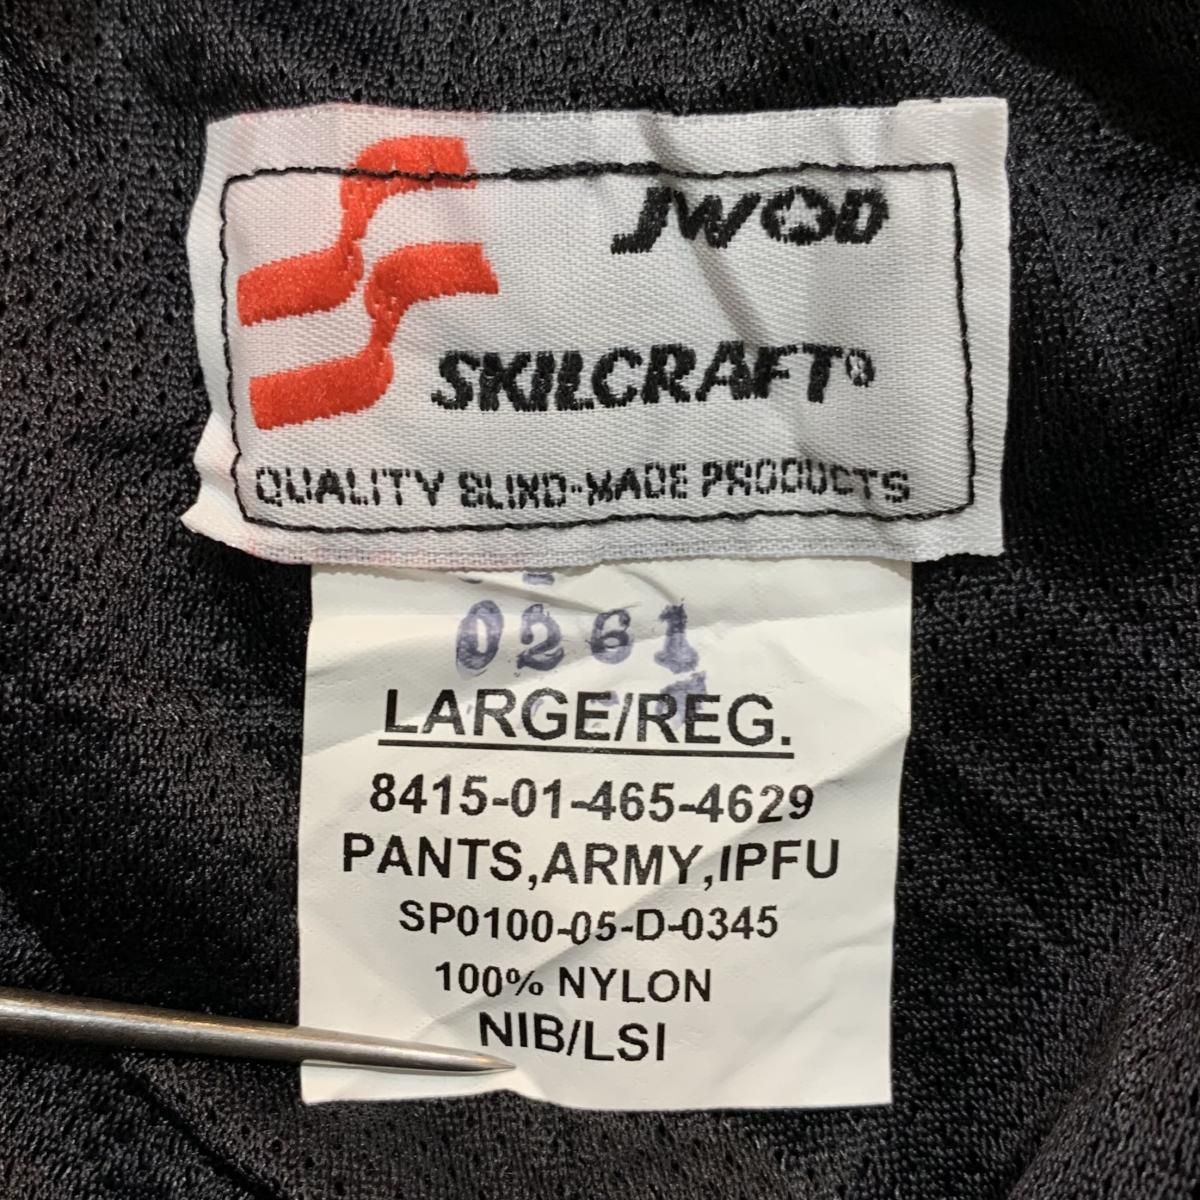 JWOD
SKILCRAFT®
QUALITY BLIND-MADE PRODUCTS
0261
LARGE/REG.
8415-01-465-4629
PANTS,ARMY,IPFU
SP0100-05-D-0345
100% NYLON
NIB/LSI